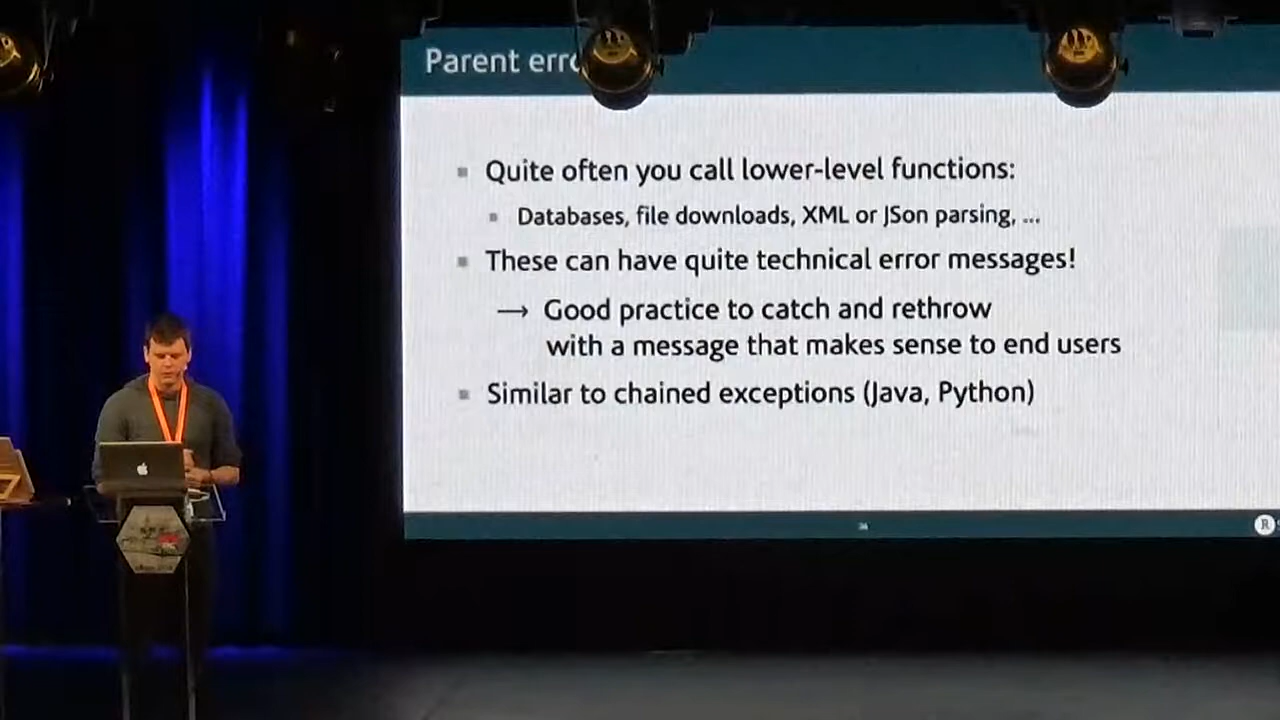 Parent erro
Quite often you call lower-level functions:
Databases, file downloads, XML or JSon parsing, ...
These can have quite technical error messages!
→ Good practice to catch and rethrow
with a message that makes sense to end users
Similar to chained exceptions (Java, Python)
R